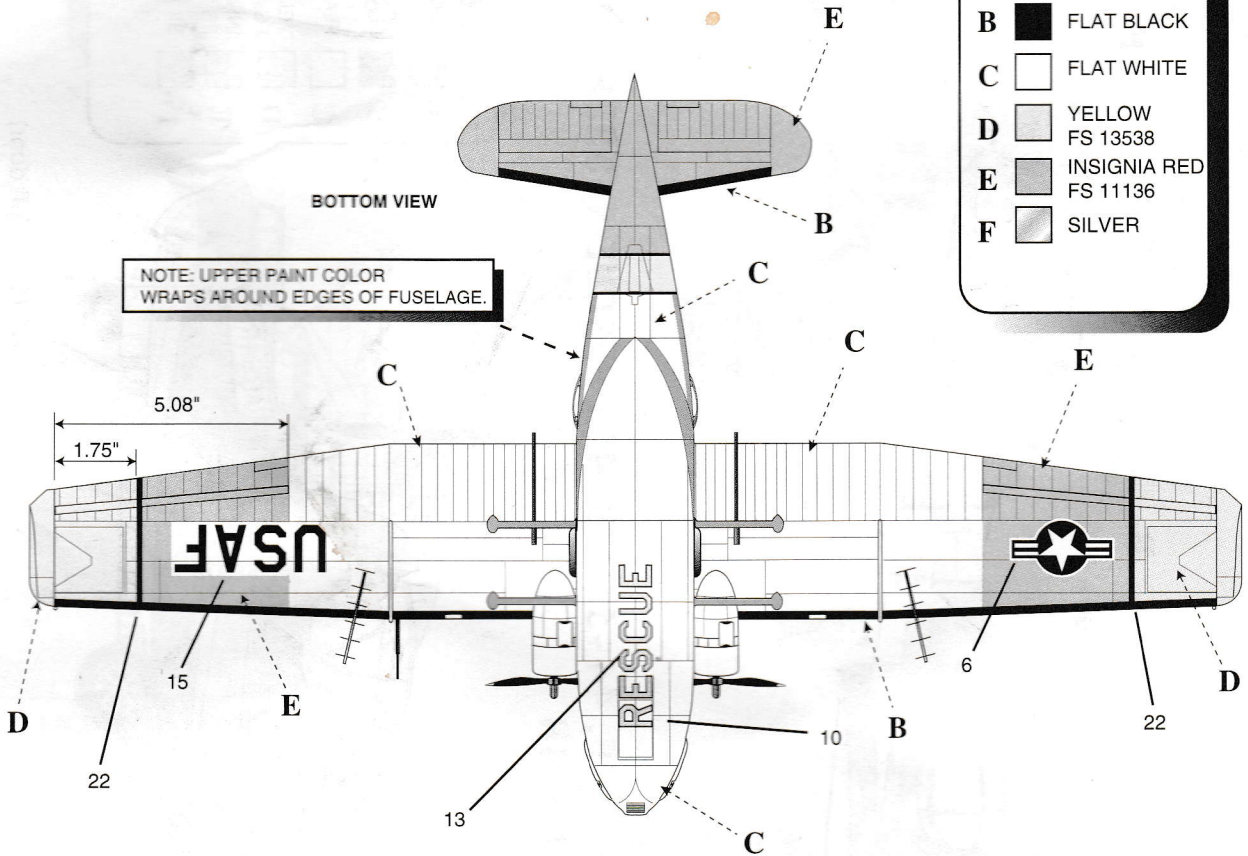 E
B FLAT BLACK
C FLAT WHITE
D YELLOW
FS 13538
E INSIGNIA RED
FS 11136
F SILVER
BOTTOM VIEW
B
NOTE: UPPER PAINT COLOR
WRAPS AROUND EDGES OF FUSELAGE.
C
C
C
E
5.08"
1.75"
USAF
RESCUE
15
E
D
22
13
10
C
B
6
22
D